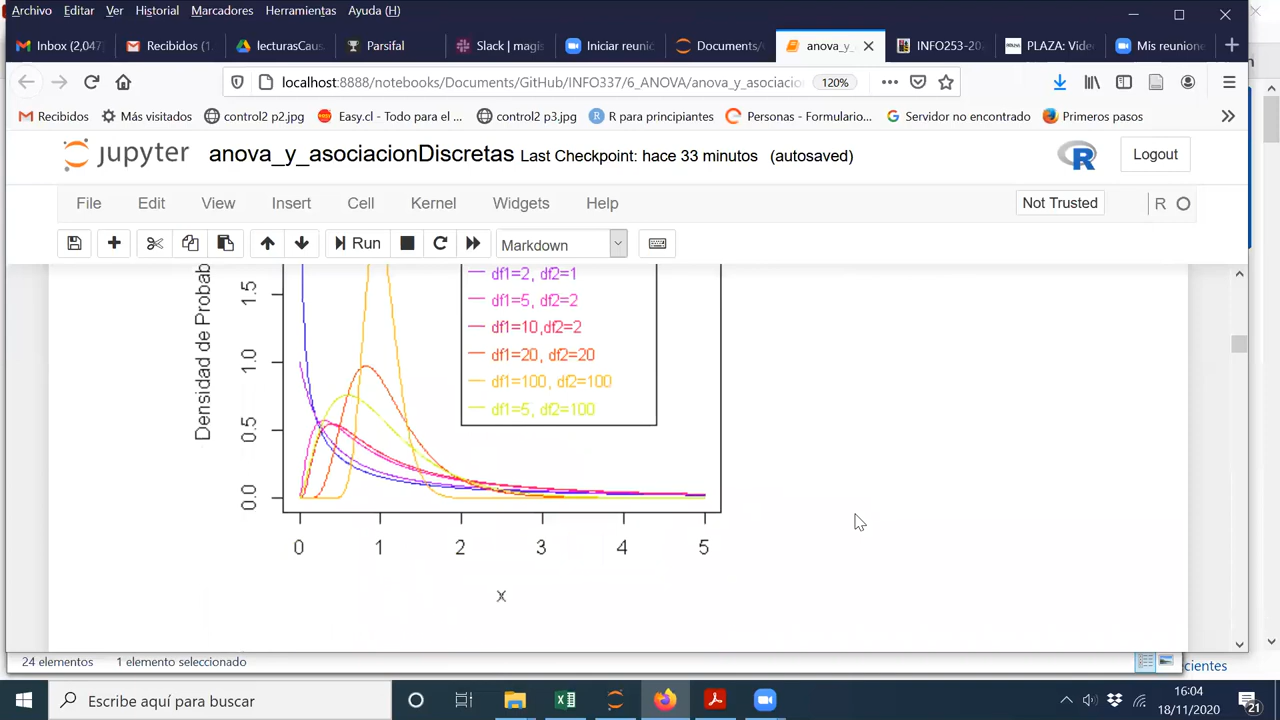 Archivo Editar Ver Historial Marcadores Herramientas Ayuda (H)
Inbox (2,047 Recibidos (1. lecturasCaus Parsifal Slack | magis Iniciar reuni Documents/ anova_y_ INFO253-20 PLAZA: Vide Mis reunione
localhost:8888/notebooks/Documents/GitHub/INFO337/6_ANOVA/anova_y_asociacion 120%
Recibidos Más visitados control2 p2.jpg Easy.cl - Todo para el ... control2 p3.jpg R para principiantes Personas - Formulario... Servidor no encontrado Primeros pasos
jupyter anova_y_asociacionDiscretas Last Checkpoint: hace 33 minutos (autosaved) R Logout
File Edit View Insert Cell Kernel Widgets Help Not Trusted R
Run Markdown
Densidad de Probab
1.5
1.0
0.5
0.0
df1=2, df2=1
df1=5, df2=2
df1=10,df2=2
df1=20, df2=20
df1=100, df2=100
df1=5, df2=100
0 1 2 3 4 5
x
24 elementos 1 elemento seleccionado
cientes
Escribe aquí para buscar
16:04
18/11/2020
21